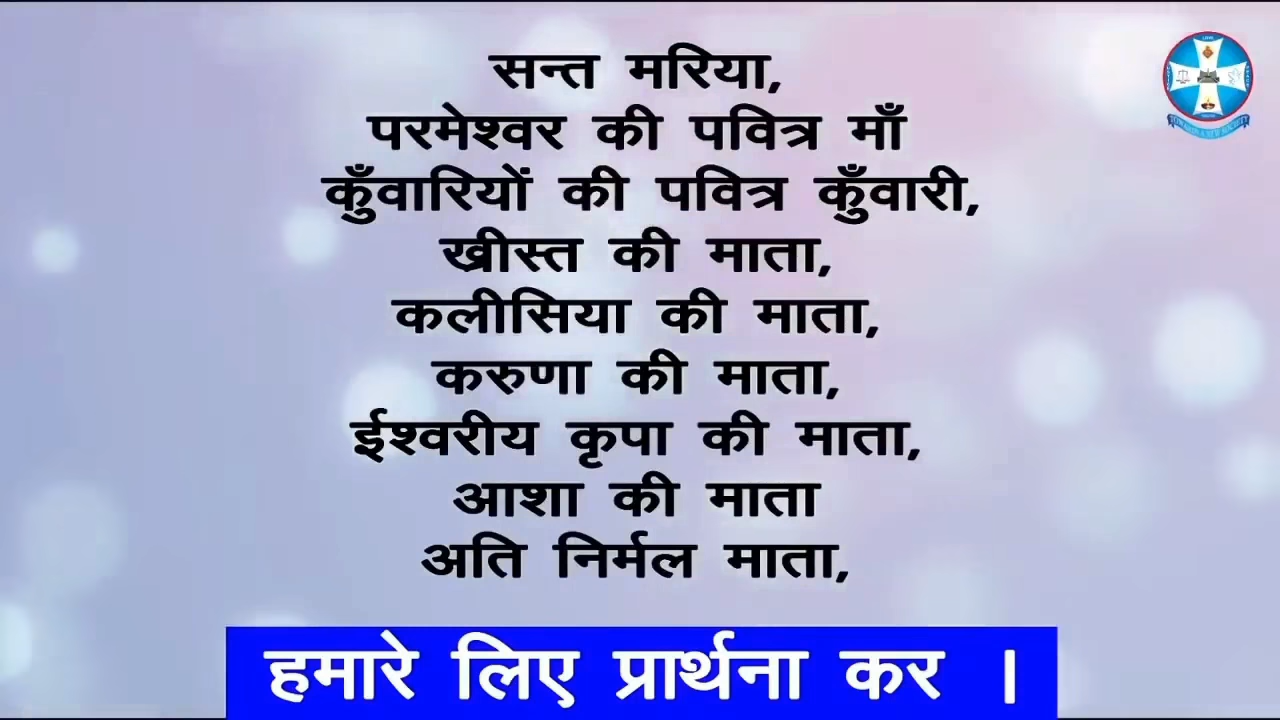 सन्त मरिया,
परमेश्वर की पवित्र माँ
कुँवारियों की पवित्र कुँवारी,
ख्रीस्त की माता,
कलीसिया की माता,
करुणा की माता,
ईश्वरीय कृपा की माता,
आशा की माता
अति निर्मल माता,
हमारे लिए प्रार्थना कर ।